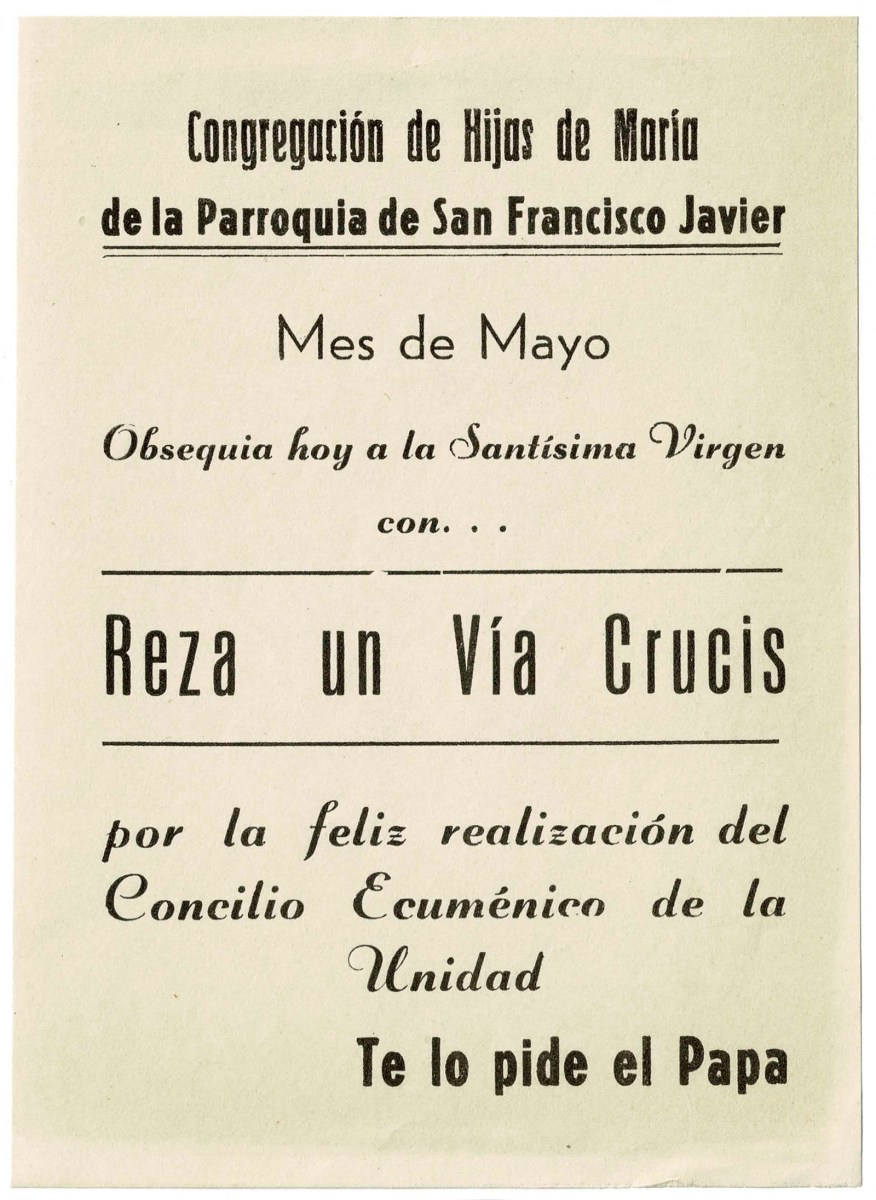 Congregación de Hijas de María
de la Parroquia de San Francisco Javier
Mes de Mayo
Obsequia hoy a la Santísima Virgen
con. . .
Reza un Vía Crucis
por la feliz realización del
Concilio Ecuménico de la
Unidad
Te lo pide el Papa